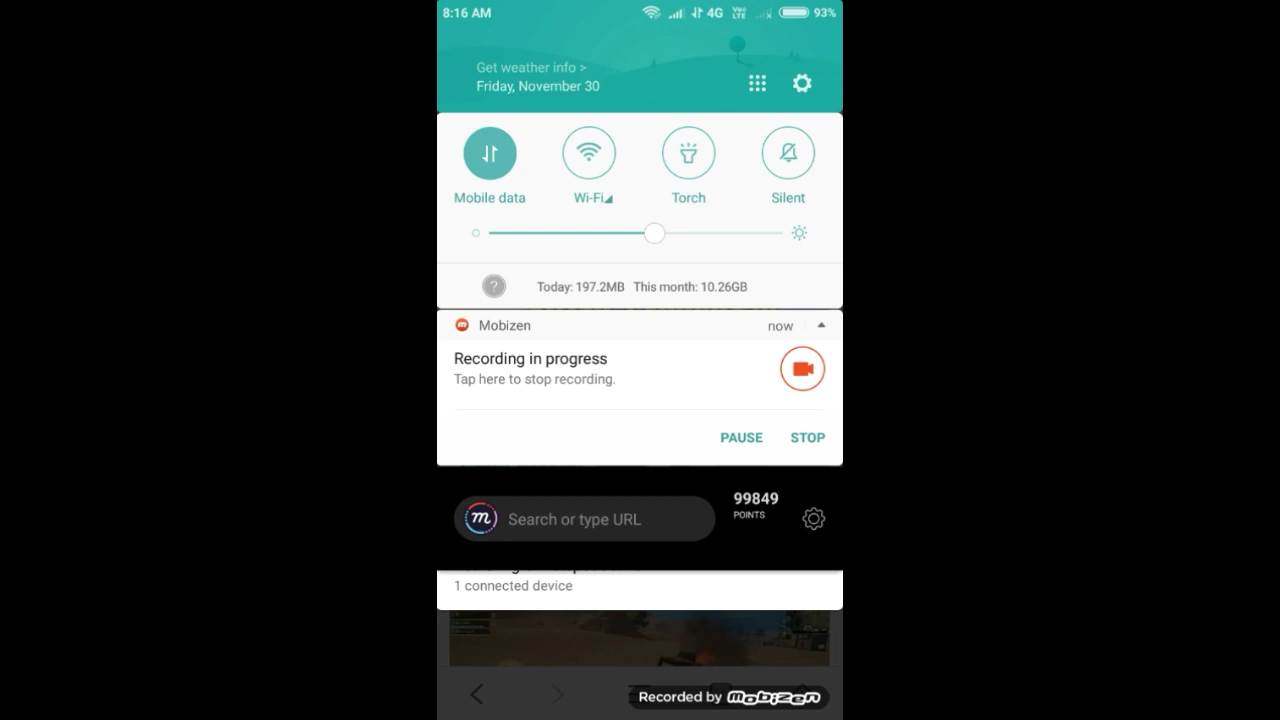 8:16 AM
4G
Vo
LTE
93%
Get weather info >
Friday, November 30
Mobile data
Wi-Fi
Torch
Silent
?
Today: 197.2MB This month: 10.26GB
Mobizen
now
Recording in progress
Tap here to stop recording.
PAUSE
STOP
m
Search or type URL
99849
POINTS
1 connected device
Recorded by mobizen